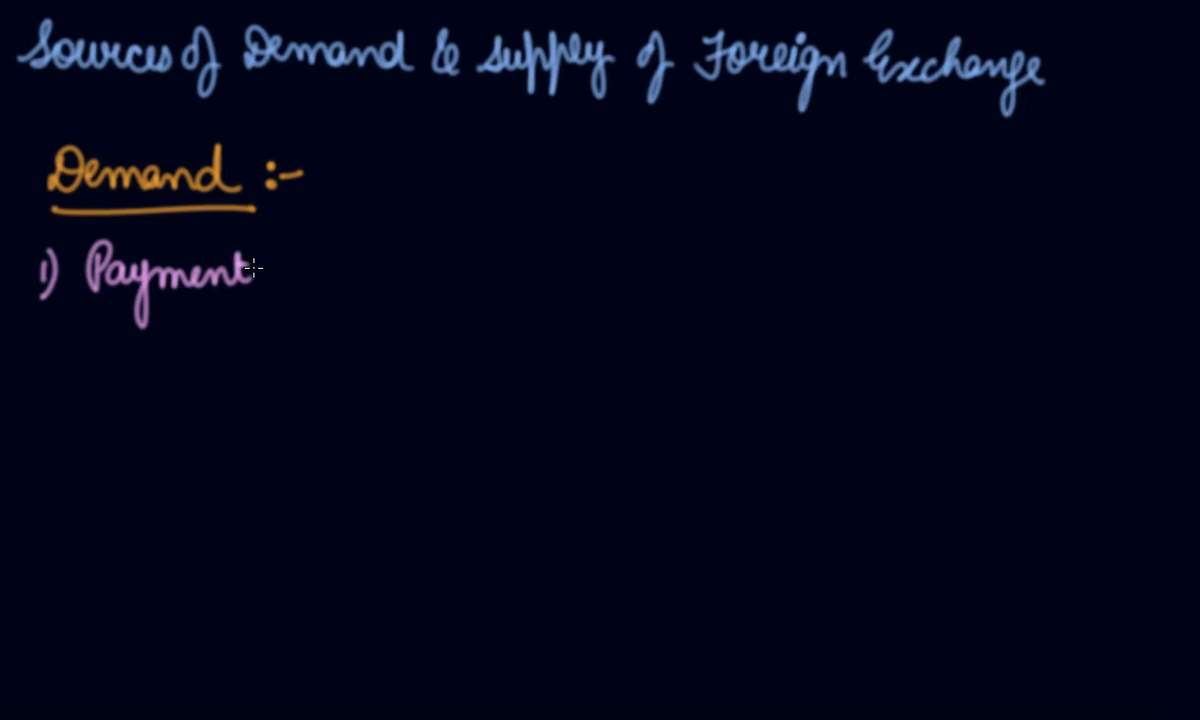 Sources of Demand & Supply of Foreign Exchange
Demand :-
1) Payment